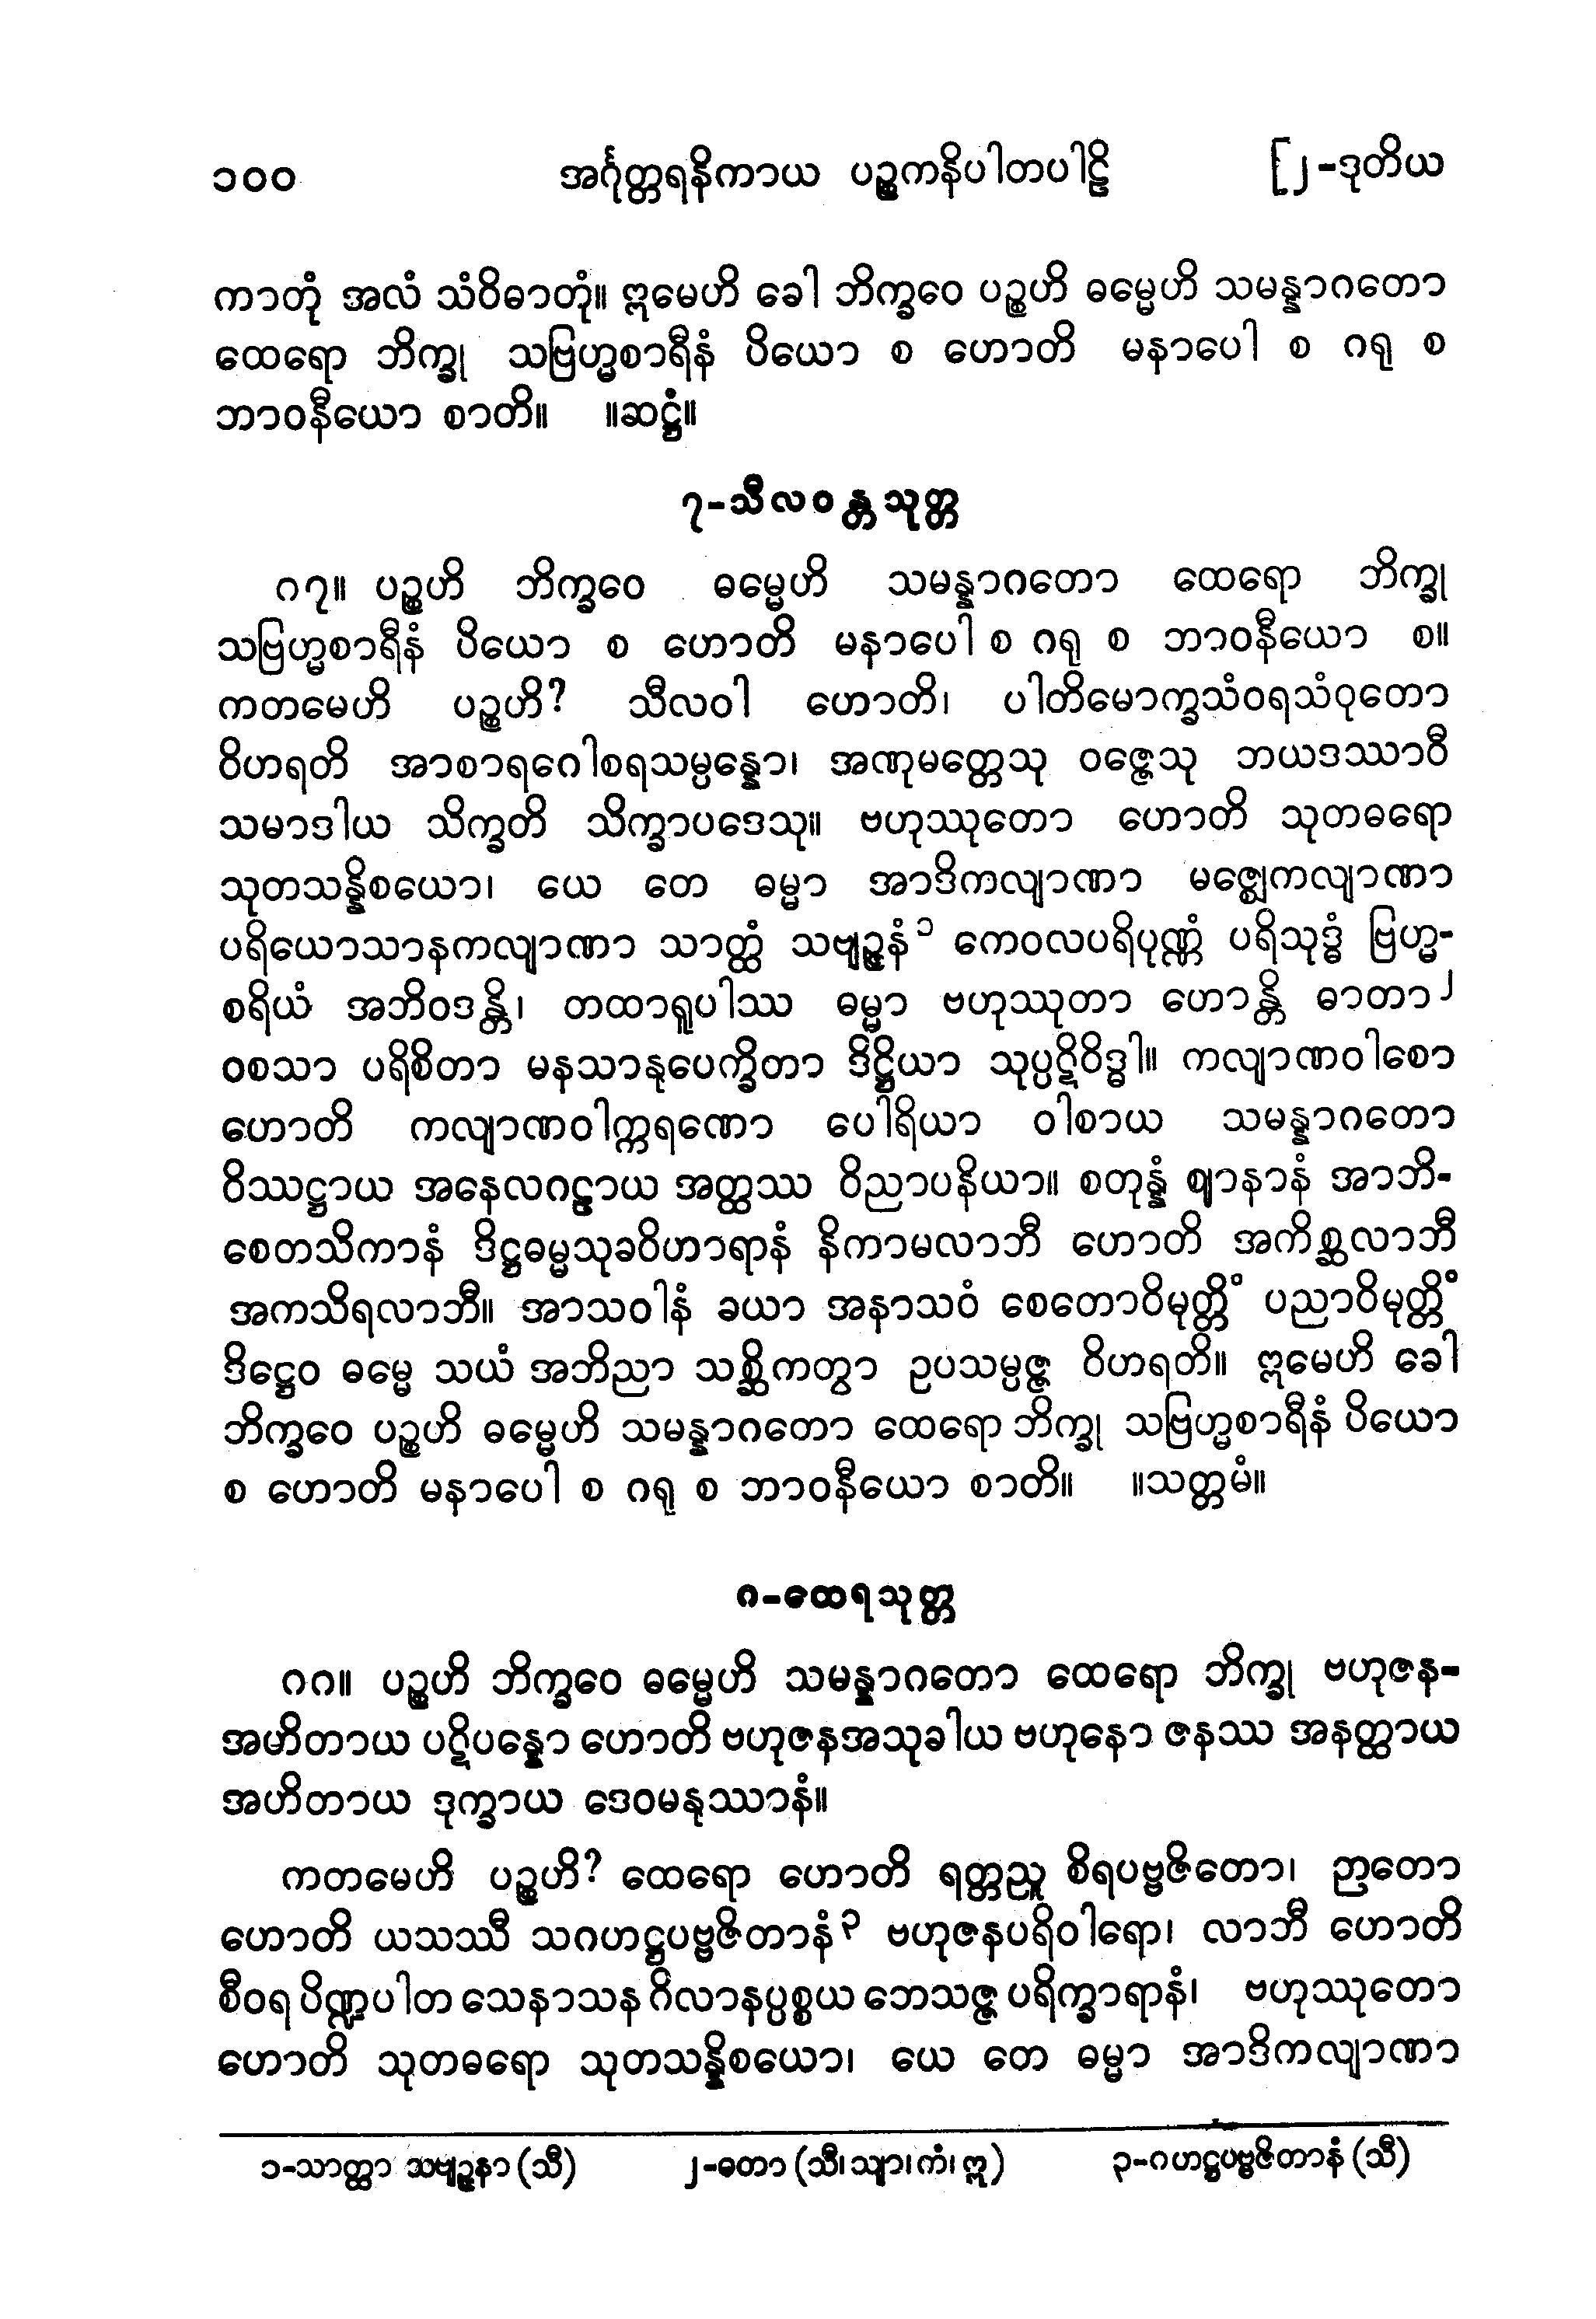 ၁၀၀ အင်္ဂုတ္တရနိကာယ ပဉ္စကနိပါတပါဠိ [၂-ဒုတိယ
ကာတုံ အလံ သံဝိဓာတုံ။ ဣမေဟိ ခေါ ဘိက္ခဝေ ပဉ္စဟိ ဓမ္မေဟိ သမန္နာဂတော
ထေရော ဘိက္ခု သဗြဟ္မစာရီနံ ပိယော စ ဟောတိ မနာပေါ စ ဂရု စ
ဘာဝနီယော စာတိ။ ။ဆဋ္ဌံ။
၇-သီလဝန္တသုတ္တ
၈၇။ ပဉ္စဟိ ဘိက္ခဝေ ဓမ္မေဟိ သမန္နာဂတော ထေရော ဘိက္ခု
သဗြဟ္မစာရီနံ ပိယော စ ဟောတိ မနာပေါ စ ဂရု စ ဘာဝနီယော စ။
ကတမေဟိ ပဉ္စဟိ? သီလဝါ ဟောတိ၊ ပါတိမောက္ခသံဝရသံဝုတော
ဝိဟရတိ အာစာရဂေါစရသမ္ပန္နော၊ အဏုမတ္တေသု ဝဇ္ဇေသု ဘယဒဿာဝီ
သမာဒါယ သိက္ခတိ သိက္ခာပဒေသု။ ဗဟုဿုတော ဟောတိ သုတဓရော
သုတသန္နိစယော၊ ယေ တေ ဓမ္မာ အာဒိကလျာဏာ မဇ္ဈေကလျာဏာ
ပရိယောသာနကလျာဏာ သာတ္ထံ သဗျဉ္ဇနံ၁ ကေဝလပရိပုဏ္ဏံ ပရိသုဒ္ဓံ ဗြဟ္မ-
စရိယံ အဘိဝဒန္တိ၊ တထာရူပါဿ ဓမ္မာ ဗဟုဿုတာ ဟောန္တိ ဓာတာ၂
ဝစသာ ပရိစိတာ မနသာနုပေက္ခိတာ ဒိဋ္ဌိယာ သုပ္ပဋိဝိဒ္ဓါ။ ကလျာဏဝါစော
ဟောတိ ကလျာဏဝါက္ကရဏော ပေါရိယာ ဝါစာယ သမန္နာဂတော
ဝိဿဋ္ဌာယ အနေလဂဠာယ အတ္ထဿ ဝိညာပနိယာ။ စတုန္နံ ဈာနာနံ အာဘိ-
စေတသိကာနံ ဒိဋ္ဌဓမ္မသုခဝိဟာရာနံ နိကာမလာဘီ ဟောတိ အကိစ္ဆလာဘီ
အကသိရလာဘီ။ အာသဝါနံ ခယာ အနာသဝံ စေတောဝိမုတ္တိံ ပညာဝိမုတ္တိံ
ဒိဋ္ဌေဝ ဓမ္မေ သယံ အဘိညာ သစ္ဆိကတွာ ဥပသမ္ပဇ္ဇ ဝိဟရတိ။ ဣမေဟိ ခေါ
ဘိက္ခဝေ ပဉ္စဟိ ဓမ္မေဟိ သမန္နာဂတော ထေရော ဘိက္ခု သဗြဟ္မစာရီနံ ပိယော
စ ဟောတိ မနာပေါ စ ဂရု စ ဘာဝနီယော စာတိ။ ။သတ္တမံ။
၈-ထေရသုတ္တ
၈၈။ ပဉ္စဟိ ဘိက္ခဝေ ဓမ္မေဟိ သမန္နာဂတော ထေရော ဘိက္ခု ဗဟုဇန-
အဟိတာယ ပဋိပန္နော ဟောတိ ဗဟုဇနအသုခါယ ဗဟုနော ဇနဿ အနတ္ထာယ
အဟိတာယ ဒုက္ခာယ ဒေဝမနုဿာနံ။
ကတမေဟိ ပဉ္စဟိ? ထေရော ဟောတိ ရတ္တညူ စိရပဗ္ဗဇိတော၊ ဉာတော
ဟောတိ ယသဿီ သဂဟဋ္ဌပဗ္ဗဇိတာနံ၃ ဗဟုဇနပရိဝါရော၊ လာဘီ ဟောတိ
စီဝရ ပိဏ္ဍပါတ သေနာသန ဂိလာနပ္ပစ္စယ ဘေသဇ္ဇ ပရိက္ခာရာနံ၊ ဗဟုဿုတော
ဟောတိ သုတဓရော သုတသန္နိစယော၊ ယေ တေ ဓမ္မာ အာဒိကလျာဏာ
၁-သာတ္ထာ သဗျဉ္ဇနာ (သီ) ၂-ဓတာ (သီ၊ သျာ၊ ကံ၊ ဣ) ၃-ဂဟဋ္ဌပဗ္ဗဇိတာနံ (သီ)